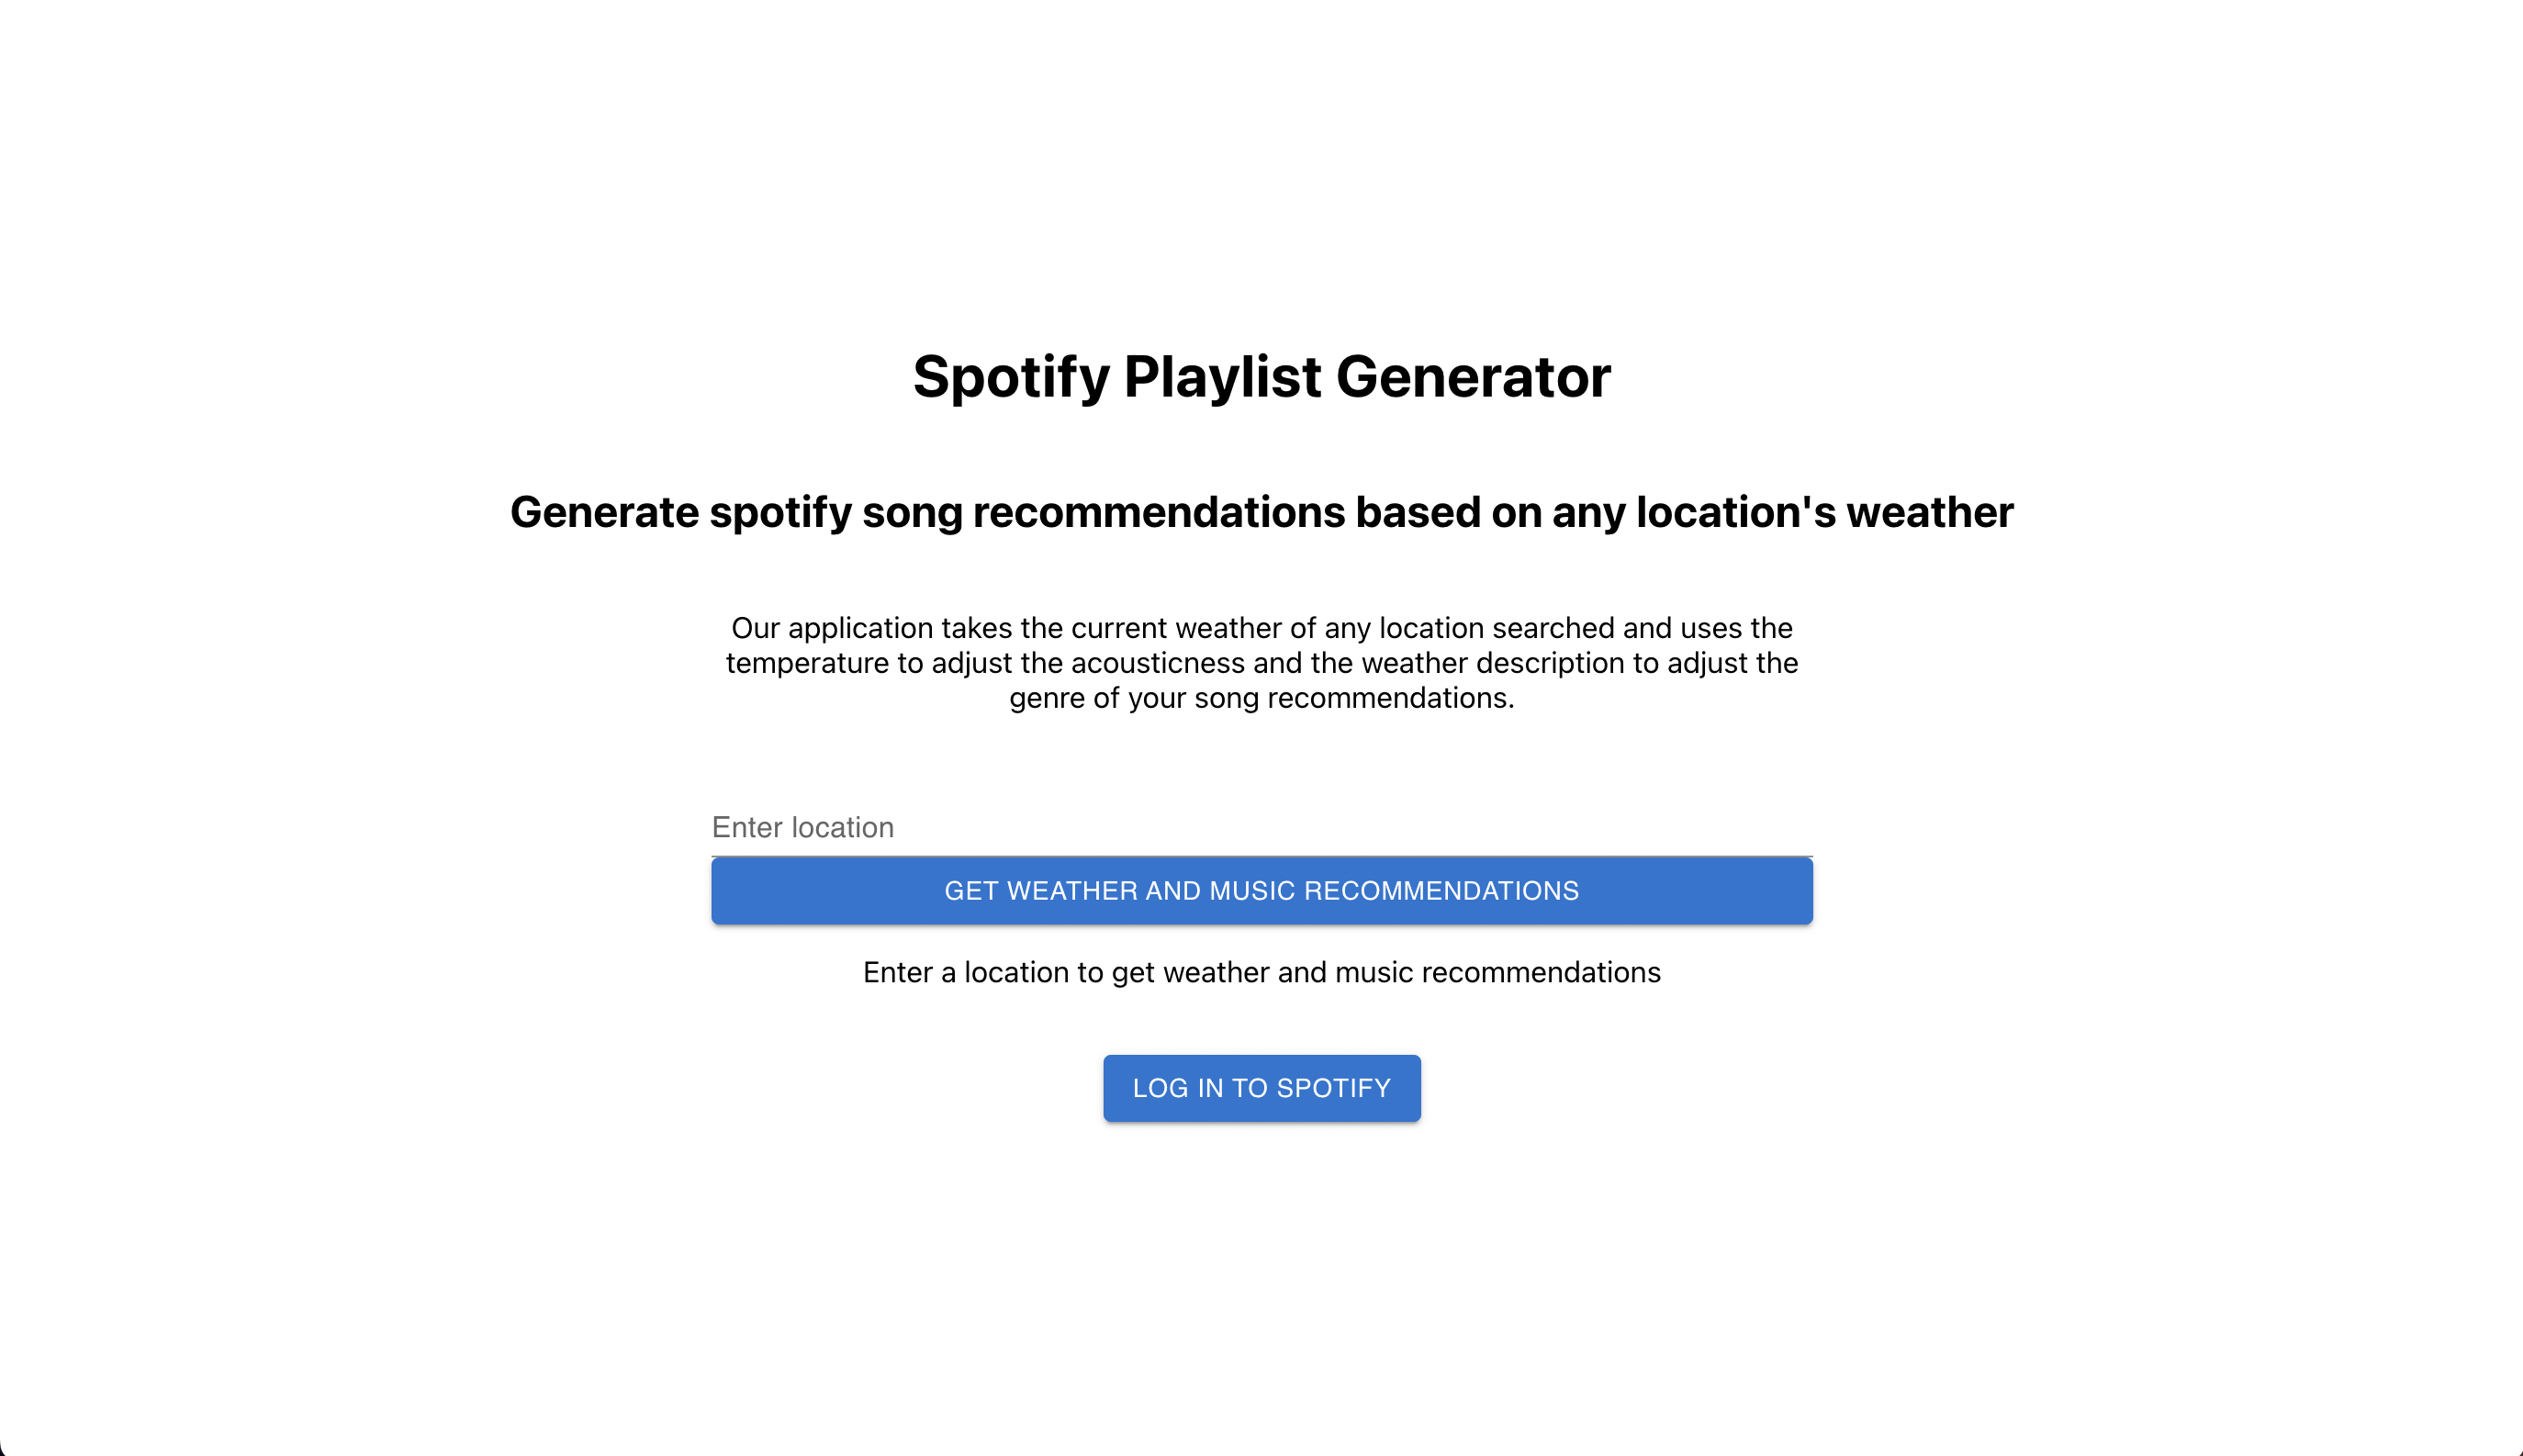 Spotify Playlist Generator
Generate spotify song recommendations based on any location's weather
Our application takes the current weather of any location searched and uses the
temperature to adjust the acousticness and the weather description to adjust the
genre of your song recommendations.
Enter location
GET WEATHER AND MUSIC RECOMMENDATIONS
Enter a location to get weather and music recommendations
LOG IN TO SPOTIFY